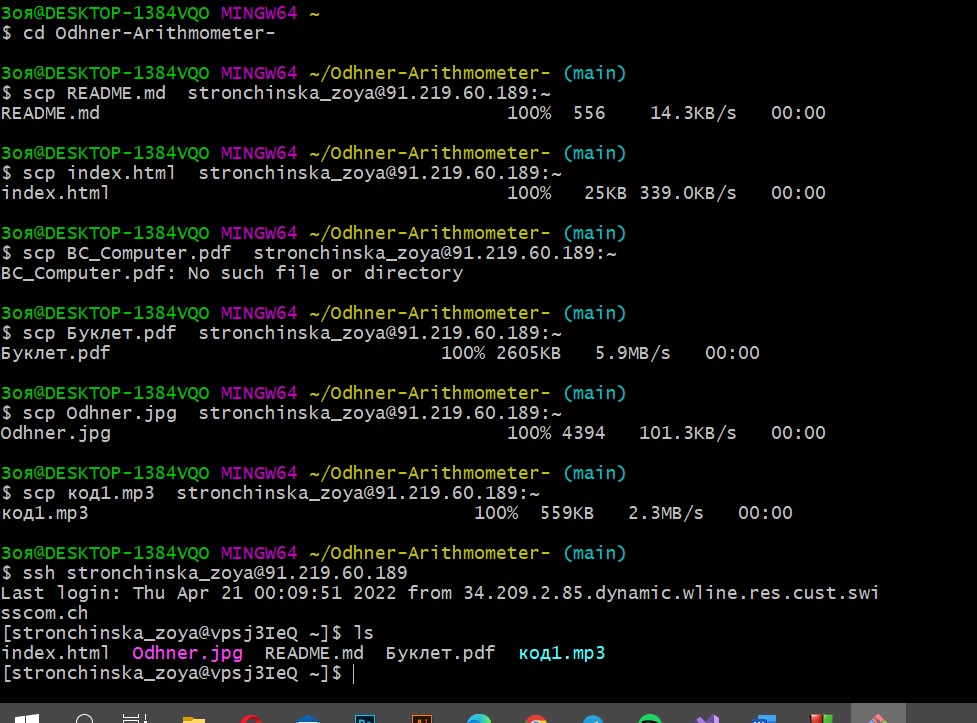 Зоя@DESKTOP-1384VQO MINGW64 ~
$ cd Odhner-Arithmometer-
Зоя@DESKTOP-1384VQO MINGW64 ~/Odhner-Arithmometer- (main)
$ scp README.md  stronchinska_zoya@91.219.60.189:~
README.md 100% 556 14.3KB/s 00:00
Зоя@DESKTOP-1384VQO MINGW64 ~/Odhner-Arithmometer- (main)
$ scp index.html  stronchinska_zoya@91.219.60.189:~
index.html 100% 25KB 339.0KB/s 00:00
Зоя@DESKTOP-1384VQO MINGW64 ~/Odhner-Arithmometer- (main)
$ scp BC_Computer.pdf  stronchinska_zoya@91.219.60.189:~
BC_Computer.pdf: No such file or directory
Зоя@DESKTOP-1384VQO MINGW64 ~/Odhner-Arithmometer- (main)
$ scp Буклет.pdf  stronchinska_zoya@91.219.60.189:~
Буклет.pdf 100% 2605KB 5.9MB/s 00:00
Зоя@DESKTOP-1384VQO MINGW64 ~/Odhner-Arithmometer- (main)
$ scp Odhner.jpg  stronchinska_zoya@91.219.60.189:~
Odhner.jpg 100% 4394 101.3KB/s 00:00
Зоя@DESKTOP-1384VQO MINGW64 ~/Odhner-Arithmometer- (main)
$ scp код1.mp3  stronchinska_zoya@91.219.60.189:~
код1.mp3 100% 559KB 2.3MB/s 00:00
Зоя@DESKTOP-1384VQO MINGW64 ~/Odhner-Arithmometer- (main)
$ ssh stronchinska_zoya@91.219.60.189
Last login: Thu Apr 21 00:09:51 2022 from 34.209.2.85.dynamic.wline.res.cust.swi
sscom.ch
[stronchinska_zoya@vpsj3IeQ ~]$ ls
index.html  Odhner.jpg  README.md  Буклет.pdf  код1.mp3
[stronchinska_zoya@vpsj3IeQ ~]$